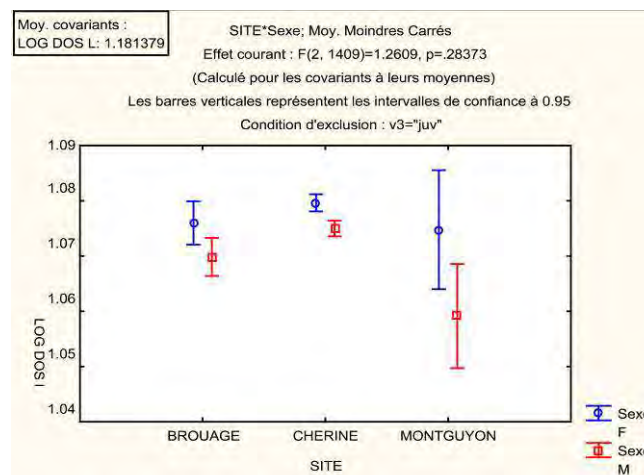 Moy. covariants :
LOG DOS L: 1.181379
SITE*Sexe; Moy. Moindres Carrés
Effet courant : F(2, 1409)=1.2609, p=.28373
(Calculé pour les covariants à leurs moyennes)
Les barres verticales représentent les intervalles de confiance à 0.95
Condition d'exclusion : v3="juv"
1.09
1.08
1.07
1.06
1.05
1.04
LOG DOS l
BROUAGE CHERINE MONTGUYON
SITE
Sexe
F
Sexe
M